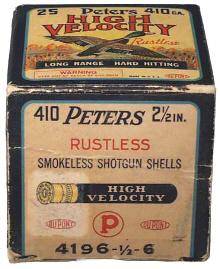 25 Peters 410 GA.
HIGH
VELOCITY
Rustless
WARNING
LONG RANGE HARD HITTING
DUPONT
410 PETERS 2½ IN.
RUSTLESS
SMOKELESS SHOTGUN SHELLS
HIGH
VELOCITY
DUPONT P DUPONT
4196-½-6